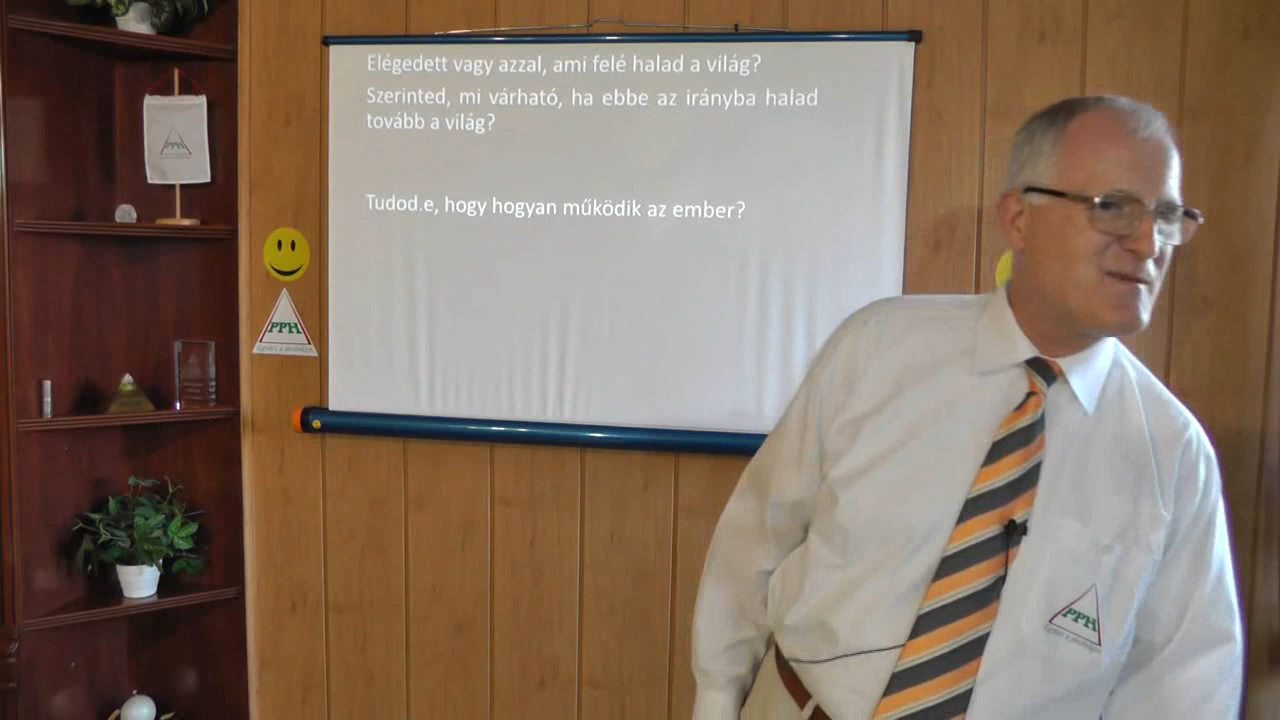 Elégedett vagy azzal, ami felé halad a világ?
Szerinted, mi várható, ha ebbe az irányba halad
tovább a világ?
Tudod.e, hogy hogyan működik az ember?
PPH
PPH
PPH